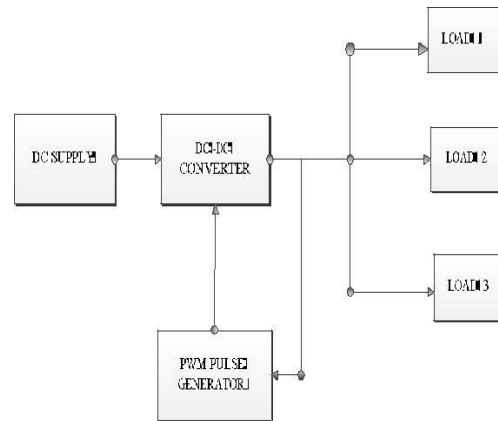 LOAD 1
DC SUPPLY
DC-DC
CONVERTER
LOAD 2
LOAD 3
PWM PULSE
GENERATOR